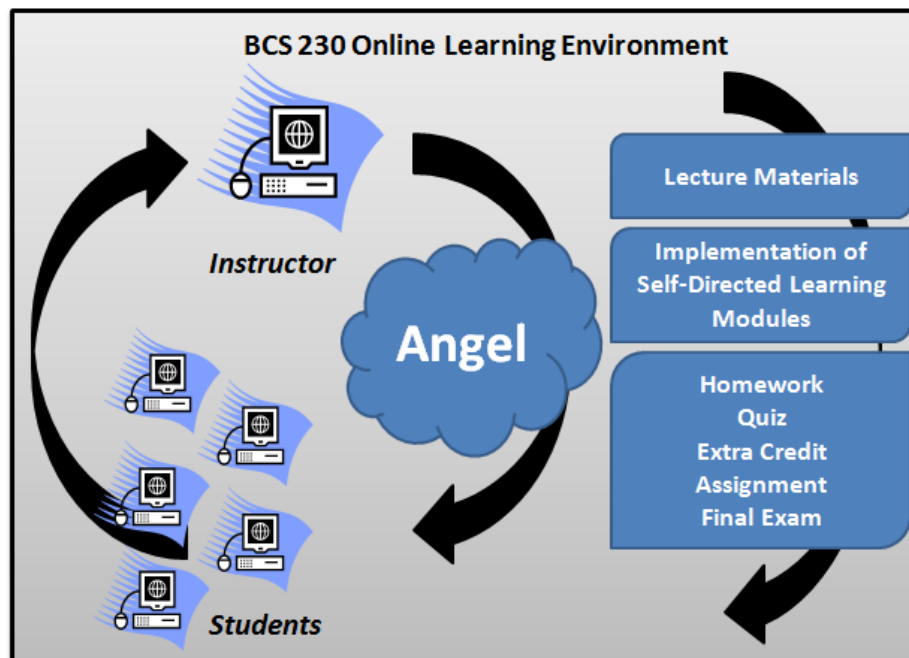 BCS 230 Online Learning Environment
Instructor
Angel
Students
Lecture Materials
Implementation of
Self-Directed Learning
Modules
Homework
Quiz
Extra Credit
Assignment
Final Exam